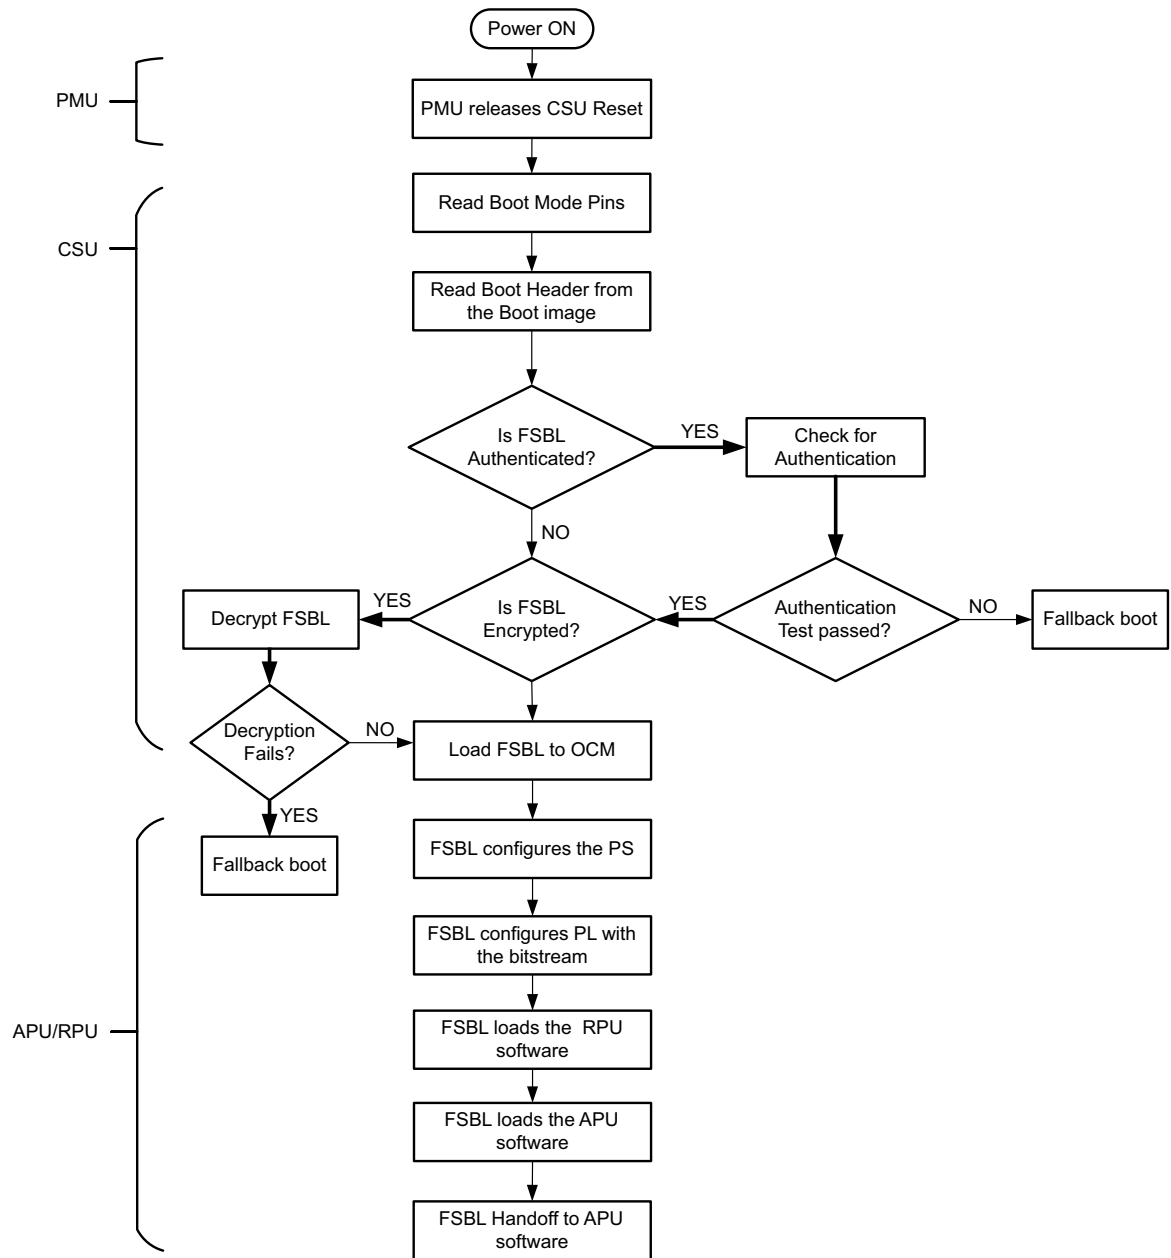 Power ON
PMU
PMU releases CSU Reset
Read Boot Mode Pins
CSU
Read Boot Header from
the Boot image
Is FSBL
Authenticated?
YES
Check for
Authentication
NO
Decrypt FSBL
YES
Is FSBL
Encrypted?
YES
Authentication
Test passed?
NO
Fallback boot
Decryption
Fails?
NO
Load FSBL to OCM
YES
Fallback boot
FSBL configures the PS
FSBL configures PL with
the bitstream
APU/RPU
FSBL loads the RPU
software
FSBL loads the APU
software
FSBL Handoff to APU
software